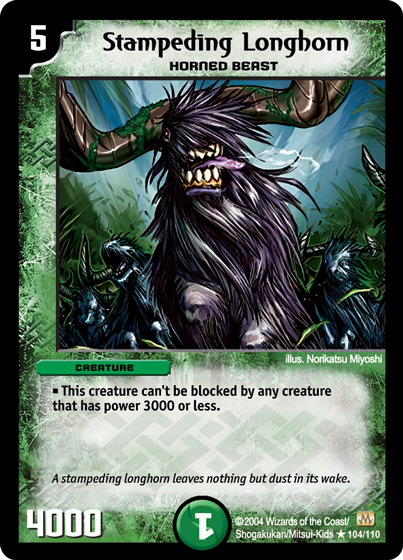 5
Stampeding Longhorn
HORNED BEAST
illus. Norikatsu Miyoshi
CREATURE
▪ This creature can't be blocked by any creature
that has power 3000 or less.
A stampeding longhorn leaves nothing but dust in its wake.
4000
1
©2004 Wizards of the Coast/
Shogakukan/Mitsui-Kids ★ 104/110